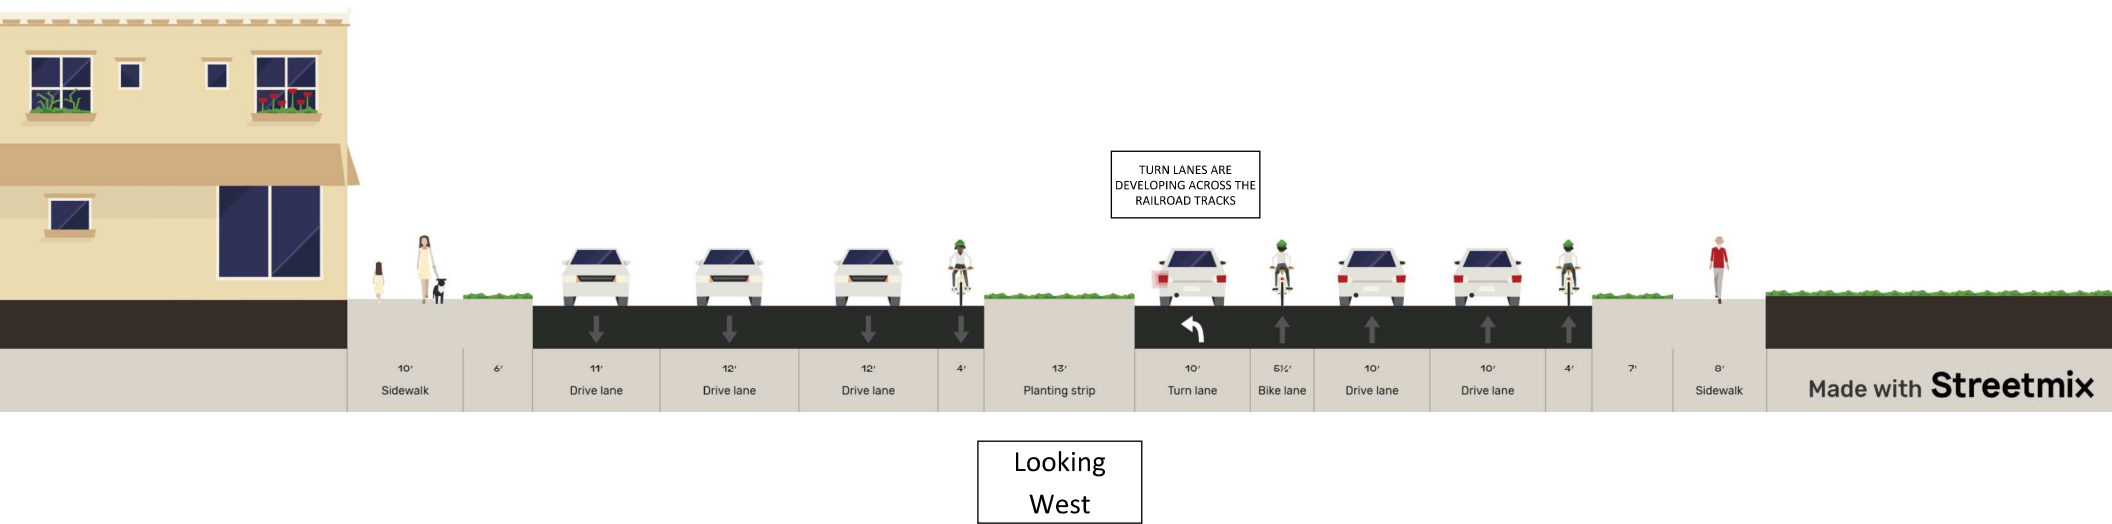 TURN LANES ARE
DEVELOPING ACROSS THE
RAILROAD TRACKS
10' 6' 11' 12' 12' 4' 13' 10' 5½' 10' 10' 4' 7' 8'
Sidewalk Drive lane Drive lane Drive lane Planting strip Turn lane Bike lane Drive lane Drive lane Sidewalk
Made with Streetmix
Looking
West